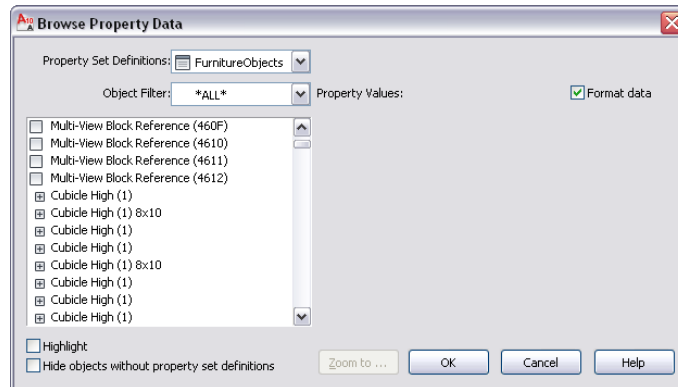 Browse Property Data
Property Set Definitions: FurnitureObjects
Object Filter: *ALL* Property Values: Format data
Multi-View Block Reference (460F)
Multi-View Block Reference (4610)
Multi-View Block Reference (4611)
Multi-View Block Reference (4612)
Cubicle High (1)
Cubicle High (1) 8x10
Cubicle High (1)
Cubicle High (1)
Cubicle High (1) 8x10
Cubicle High (1)
Cubicle High (1)
Cubicle High (1)
Highlight
Hide objects without property set definitions
Zoom to ... OK Cancel Help